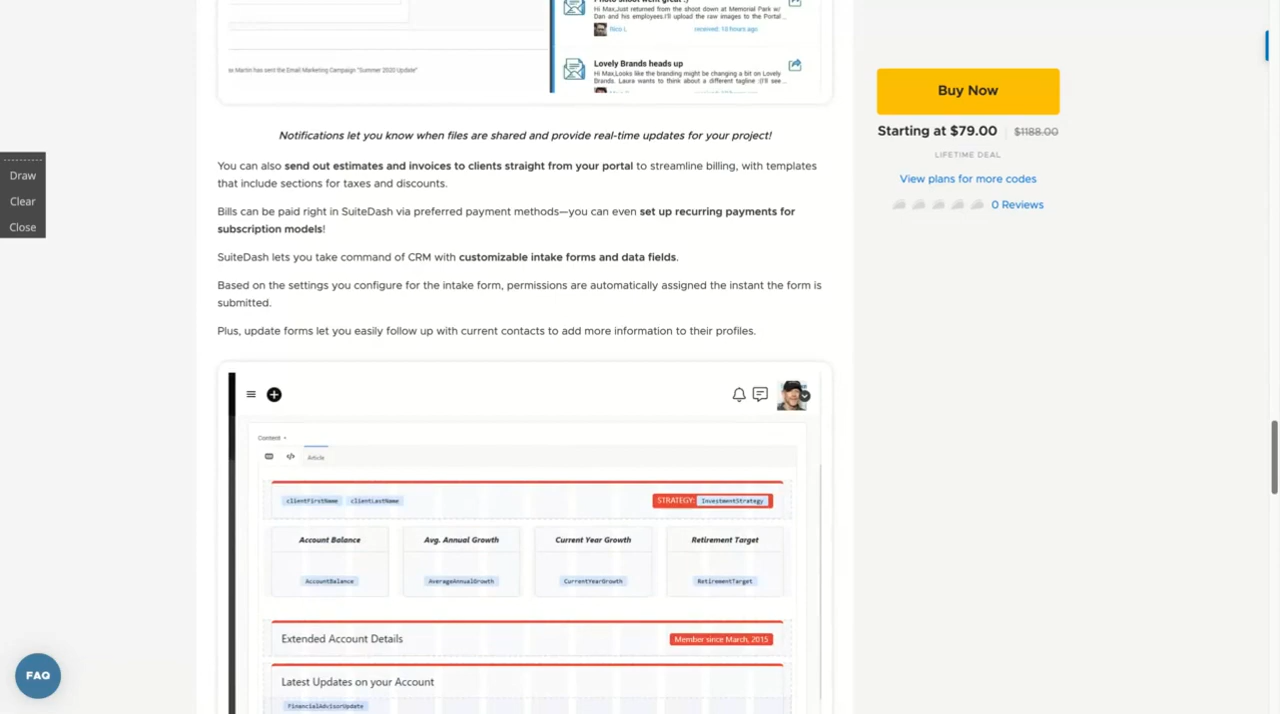 Photo shoot went great :)
Hi Max,Just returned from the shoot down at Memorial Park w/
Dan and his employees.I'll upload the raw images to the Portal
Rico L received: 18 hours ago
Martin has sent the Email Marketing Campaign "Summer 2020 Update"
Lovely Brands heads up
Hi Max,Looks like the branding might be changing a bit on Lovely
Brands. Laura wants to think about a different tagline :(I'll see ...
Notifications let you know when files are shared and provide real-time updates for your project!
You can also send out estimates and invoices to clients straight from your portal to streamline billing, with templates
that include sections for taxes and discounts.
Bills can be paid right in SuiteDash via preferred payment methods—you can even set up recurring payments for
subscription models!
SuiteDash lets you take command of CRM with customizable intake forms and data fields.
Based on the settings you configure for the intake form, permissions are automatically assigned the instant the form is
submitted.
Plus, update forms let you easily follow up with current contacts to add more information to their profiles.
Content
Article
clientFirstName clientLastName STRATEGY: InvestmentStrategy
Account Balance Avg. Annual Growth Current Year Growth Retirement Target
AccountBalance AverageAnnualGrowth CurrentYearGrowth RetirementTarget
Extended Account Details Member since March, 2015
Latest Updates on your Account
FinancialAdvisorUpdate
Buy Now
Starting at $79.00 $1188.00
LIFETIME DEAL
View plans for more codes
0 Reviews
Draw
Clear
Close
FAQ